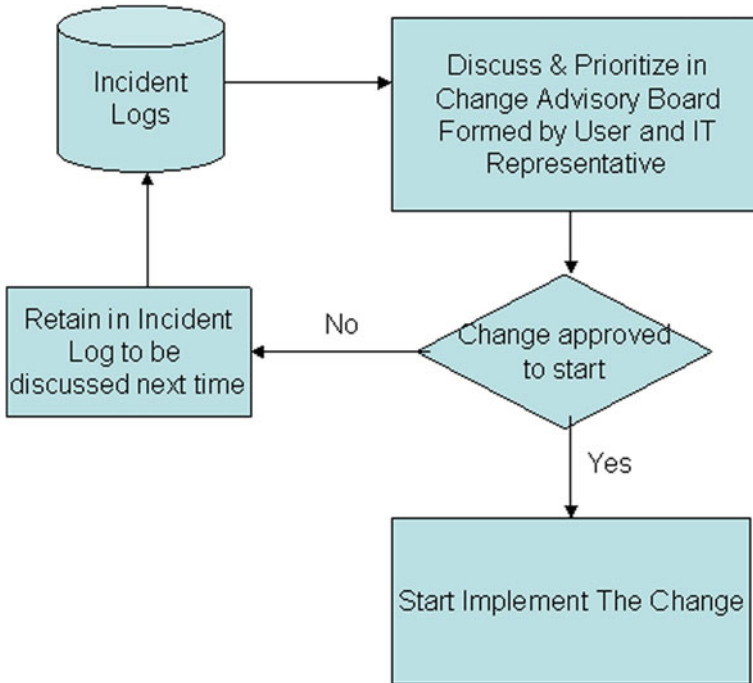 Incident
Logs
Discuss & Prioritize in
Change Advisory Board
Formed by User and IT
Representative
Retain in Incident
Log to be
discussed next time
No
Change approved
to start
Yes
Start Implement The Change